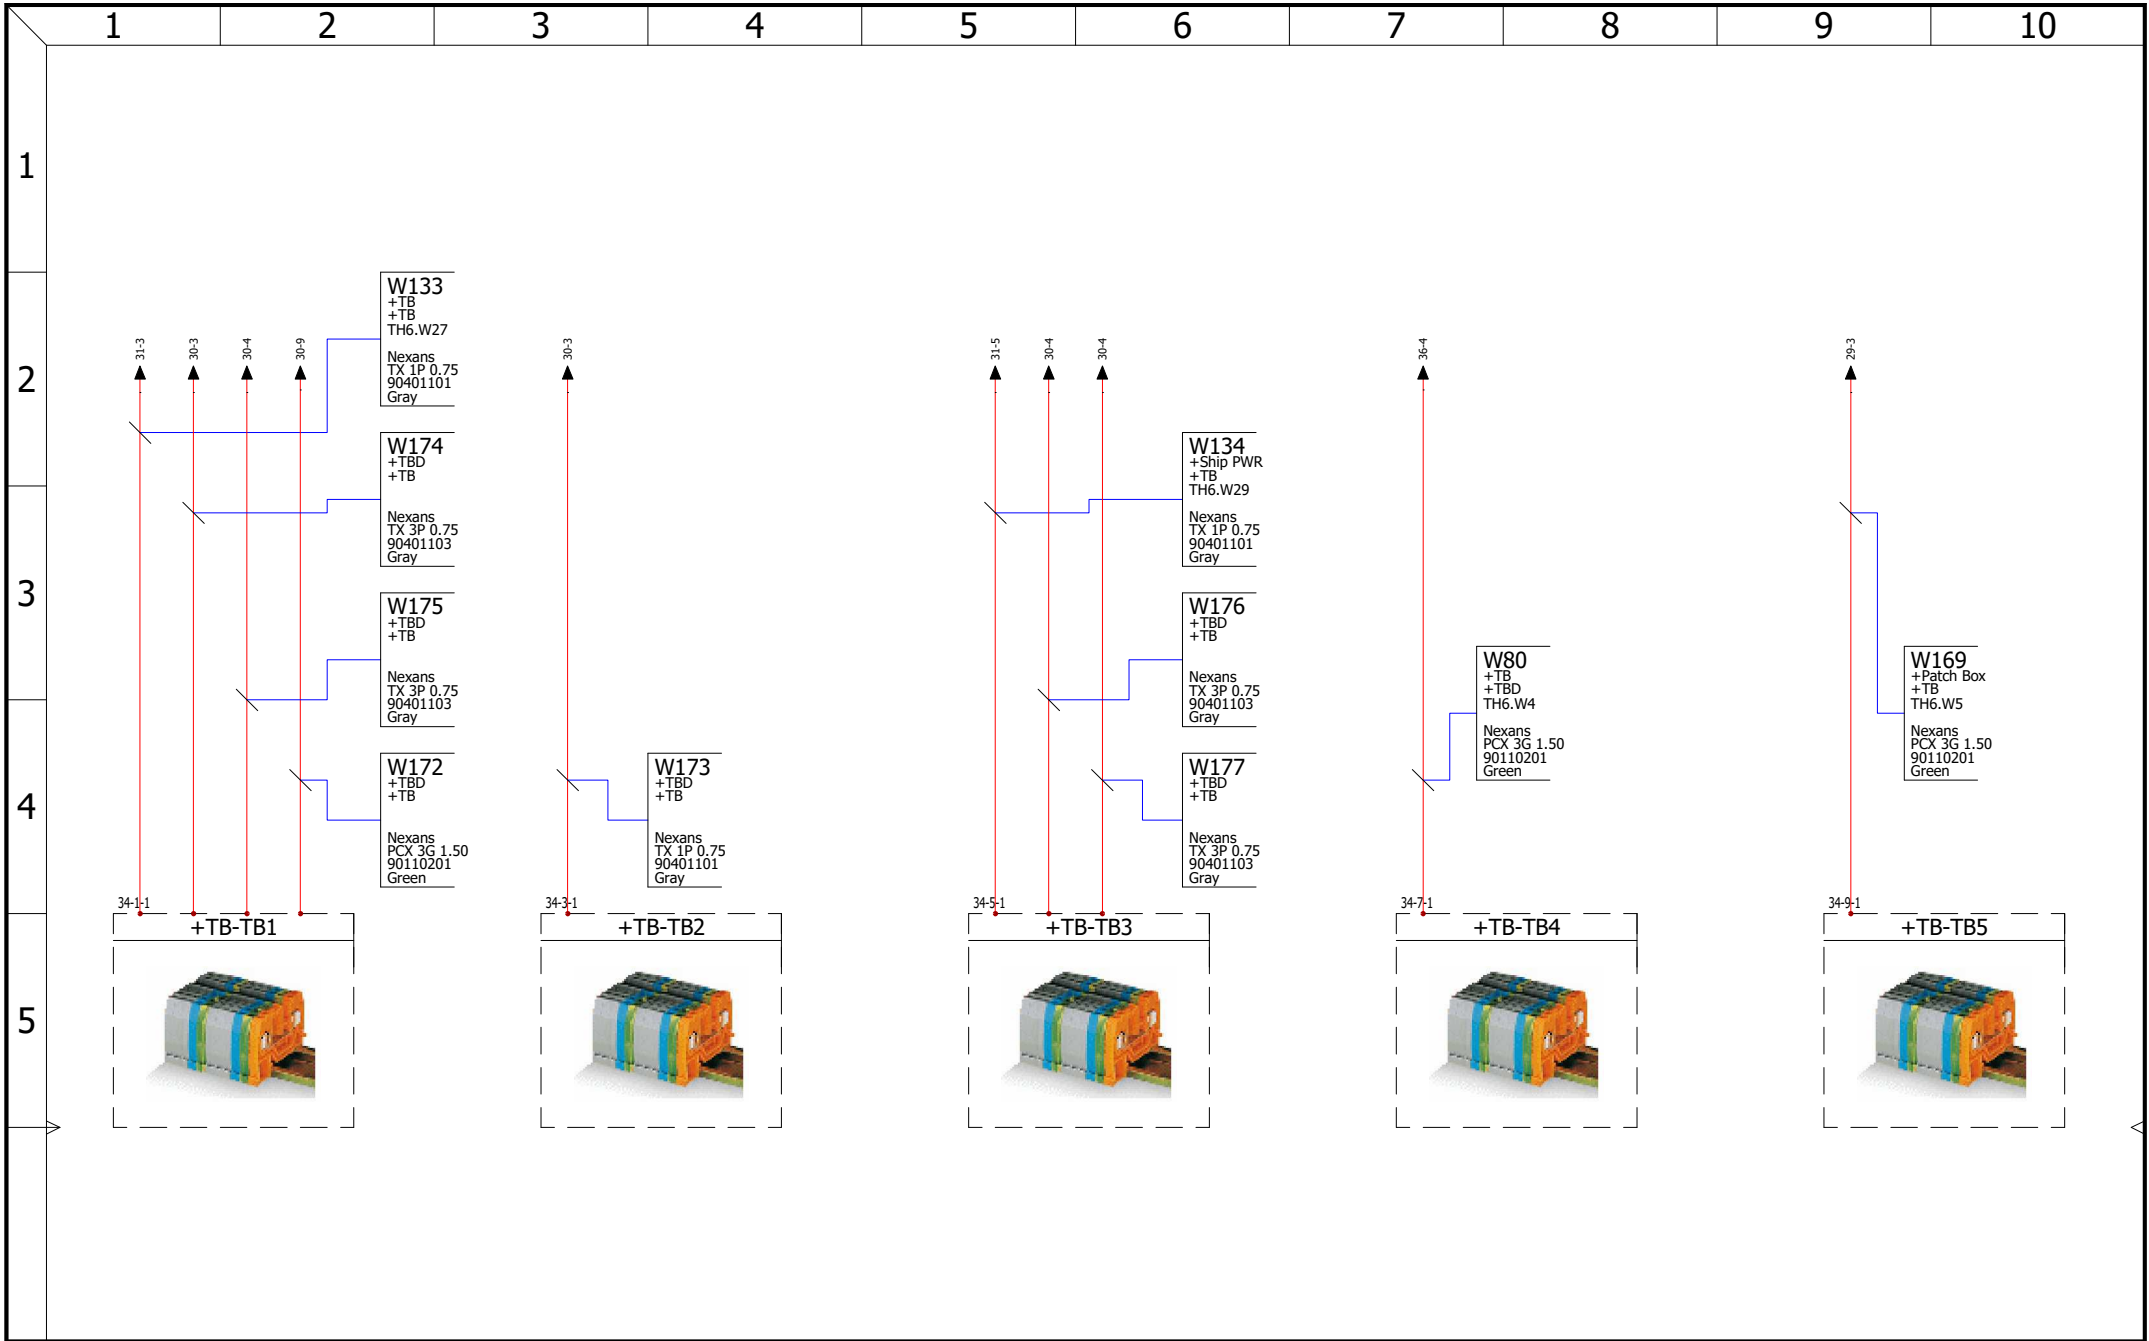 1 2 3 4 5 6 7 8 9 10
1
2
3
4
5
31-3
30-3
30-4
30-9
W133
+TB
+TB
TH6.W27
Nexans
TX 1P 0.75
90401101
Gray
W174
+TBD
+TB
Nexans
TX 3P 0.75
90401103
Gray
W175
+TBD
+TB
Nexans
TX 3P 0.75
90401103
Gray
W172
+TBD
+TB
Nexans
PCX 3G 1.50
90110201
Green
34-1-1
+TB-TB1
30-3
W173
+TBD
+TB
Nexans
TX 1P 0.75
90401101
Gray
34-3-1
+TB-TB2
31-5
30-4
30-4
W134
+Ship PWR
+TB
TH6.W29
Nexans
TX 1P 0.75
90401101
Gray
W176
+TBD
+TB
Nexans
TX 3P 0.75
90401103
Gray
W177
+TBD
+TB
Nexans
TX 3P 0.75
90401103
Gray
34-5-1
+TB-TB3
36-4
W80
+TB
+TBD
TH6.W4
Nexans
PCX 3G 1.50
90110201
Green
34-7-1
+TB-TB4
29-3
W169
+Patch Box
+TB
TH6.W5
Nexans
PCX 3G 1.50
90110201
Green
34-9-1
+TB-TB5